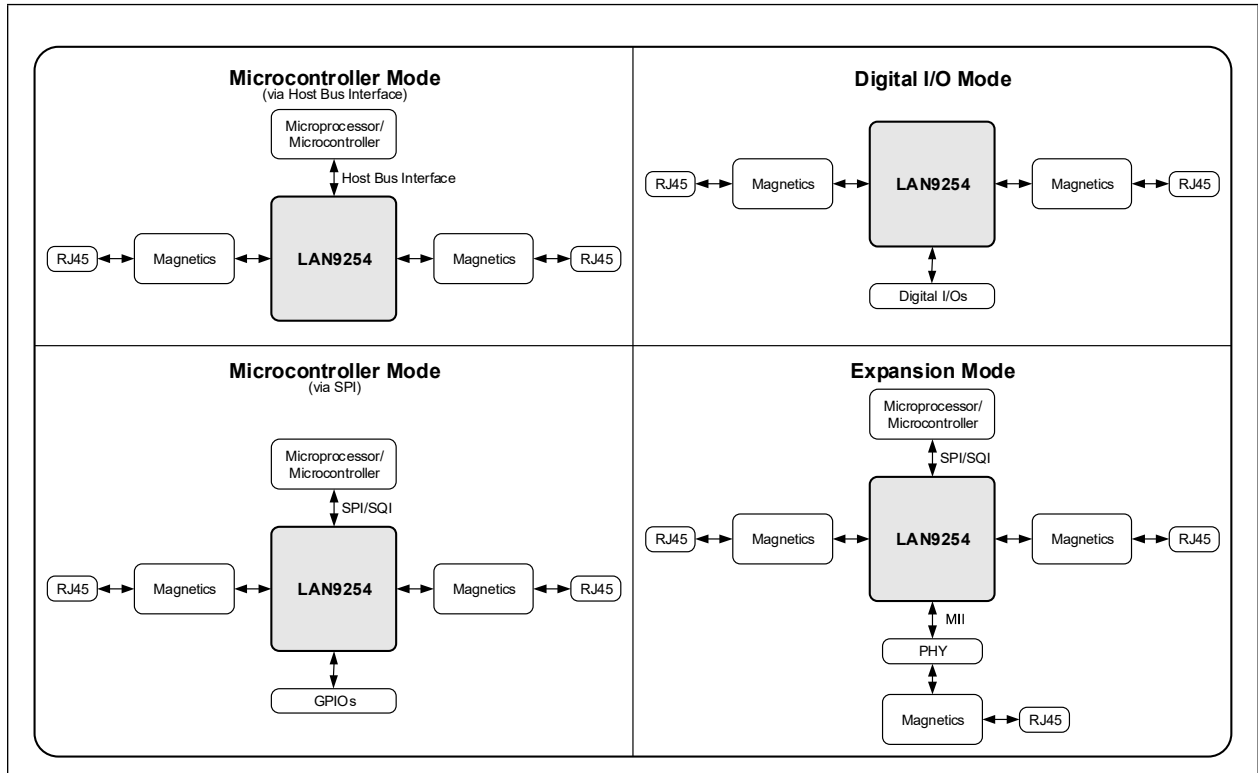 Microcontroller Mode
(via Host Bus Interface)
Microprocessor/
Microcontroller
Host Bus Interface
RJ45
Magnetics
LAN9254
Magnetics
RJ45
Digital I/O Mode
RJ45
Magnetics
LAN9254
Magnetics
RJ45
Digital I/Os
Microcontroller Mode
(via SPI)
Microprocessor/
Microcontroller
SPI/SQI
RJ45
Magnetics
LAN9254
Magnetics
RJ45
GPIOs
Expansion Mode
Microprocessor/
Microcontroller
SPI/SQI
RJ45
Magnetics
LAN9254
Magnetics
RJ45
MII
PHY
Magnetics
RJ45